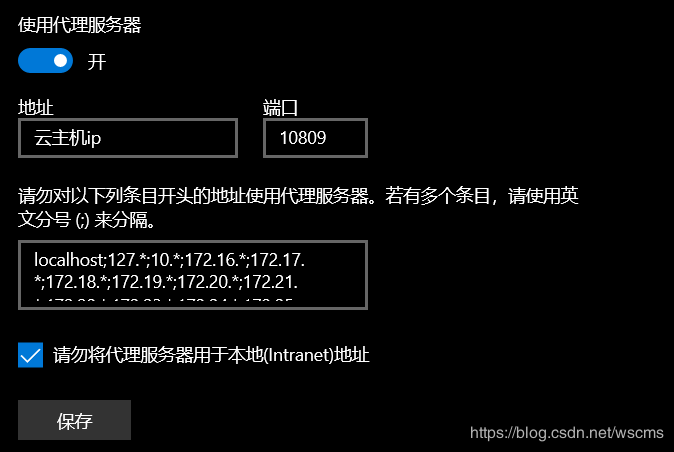 使用代理服务器
开
地址 端口
云主机ip 10809
请勿对以下列条目开头的地址使用代理服务器。若有多个条目，请使用英
文分号 (;) 来分隔。
localhost;127.*;10.*;172.16.*;172.17.
*;172.18.*;172.19.*;172.20.*;172.21.
请勿将代理服务器用于本地(Intranet)地址
保存
https://blog.csdn.net/wscms